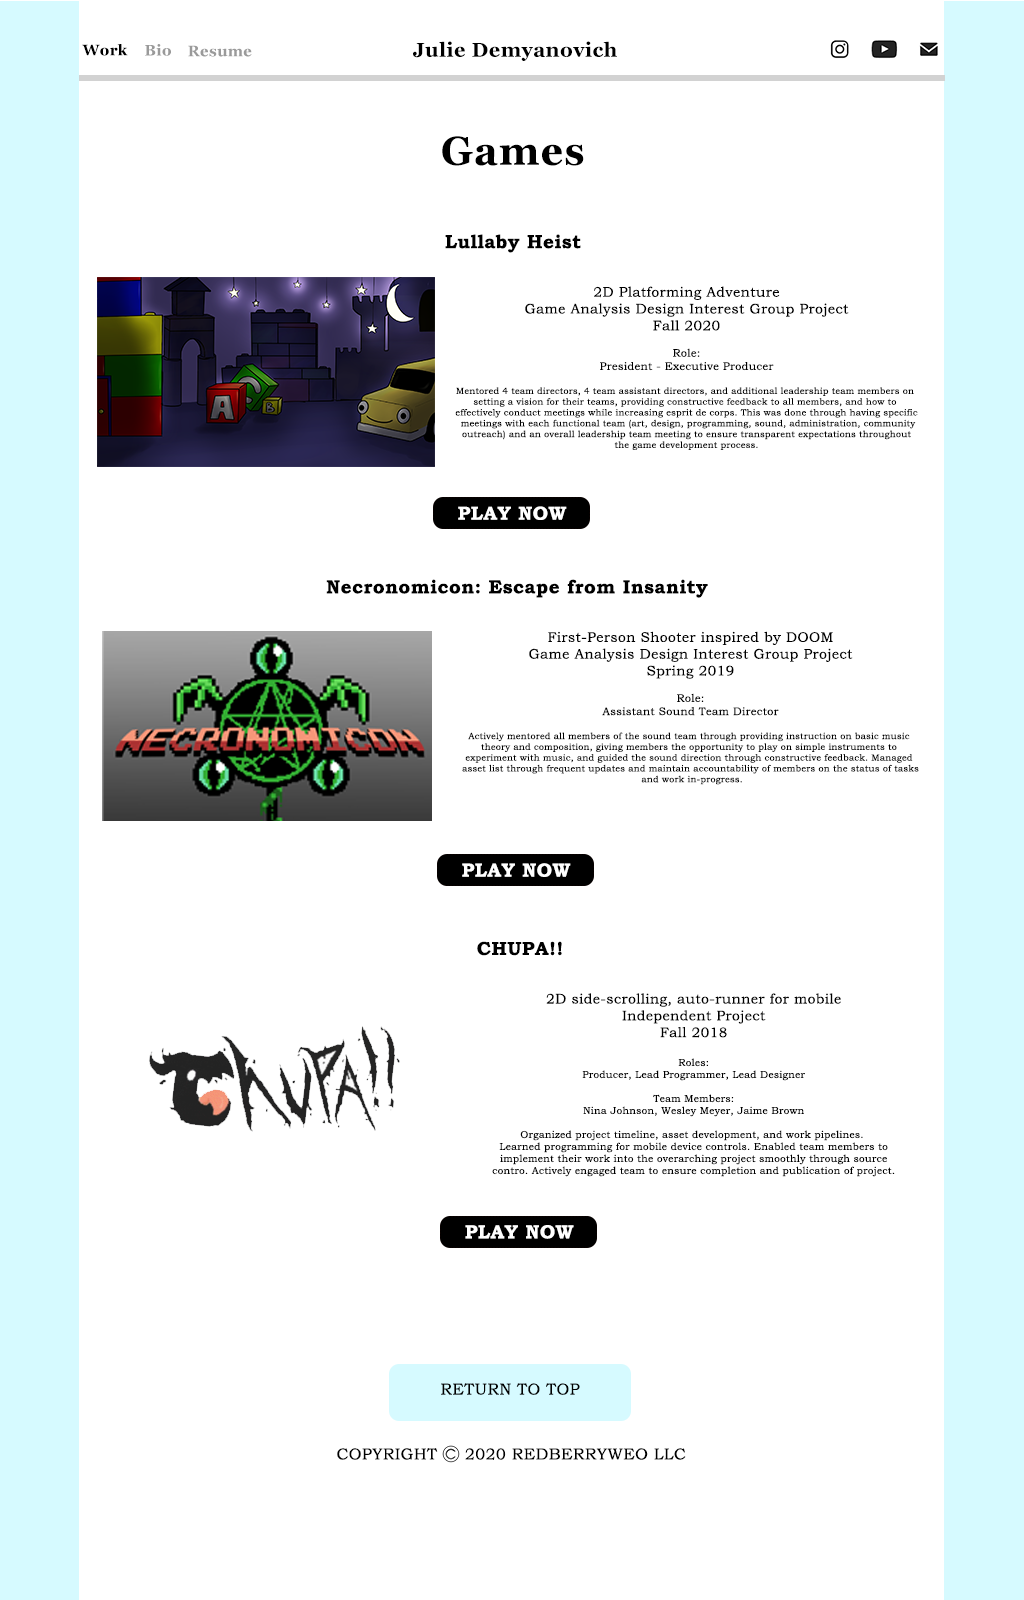 Work Bio Resume
Julie Demyanovich
Games
Lullaby Heist
A
C
B
2D Platforming Adventure
Game Analysis Design Interest Group Project
Fall 2020
Role:
President - Executive Producer
Mentored 4 team directors, 4 team assistant directors, and additional leadership team members on
setting a vision for their teams, providing constructive feedback to all members, and how to
effectively conduct meetings while increasing esprit de corps. This was done through having specific
meetings with each functional team (art, design, programming, sound, administration, community
outreach) and an overall leadership team meeting to ensure transparent expectations throughout
the game development process.
PLAY NOW
Necronomicon: Escape from Insanity
NECRONOMICON
First-Person Shooter inspired by DOOM
Game Analysis Design Interest Group Project
Spring 2019
Role:
Assistant Sound Team Director
Actively mentored all members of the sound team through providing instruction on basic music
theory and composition, giving members the opportunity to play on simple instruments to
experiment with music, and guided the sound direction through constructive feedback. Managed
asset list through frequent updates and maintain accountability of members on the status of tasks
and work in-progress.
PLAY NOW
CHUPA!!
CHUPA!!
2D side-scrolling, auto-runner for mobile
Independent Project
Fall 2018
Roles:
Producer, Lead Programmer, Lead Designer
Team Members:
Nina Johnson, Wesley Meyer, Jaime Brown
Organized project timeline, asset development, and work pipelines.
Learned programming for mobile device controls. Enabled team members to
implement their work into the overarching project smoothly through source
contro. Actively engaged team to ensure completion and publication of project.
PLAY NOW
RETURN TO TOP
COPYRIGHT © 2020 REDBERRYWEO LLC